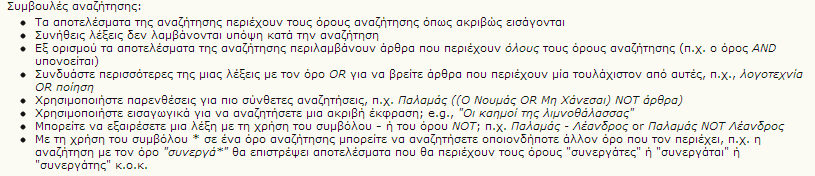 Συμβουλές αναζήτησης:
Τα αποτελέσματα της αναζήτησης περιέχουν τους όρους αναζήτησης όπως ακριβώς εισάγονται
Συνήθεις λέξεις δεν λαμβάνονται υπόψη κατά την αναζήτηση
Εξ ορισμού τα αποτελέσματα της αναζήτησης περιλαμβάνουν άρθρα που περιέχουν όλους τους όρους αναζήτησης (π.χ. ο όρος AND
υπονοείται)
Συνδυάστε περισσότερες της μιας λέξεις με τον όρο OR για να βρείτε άρθρα που περιέχουν μία τουλάχιστον από αυτές, π.χ., λογοτεχνία
OR ποίηση
Χρησιμοποιήστε παρενθέσεις για πιο σύνθετες αναζητήσεις, π.χ. Παλαμάς ((Ο Νουμάς OR Μη Χάνεσαι) NOT άρθρα)
Χρησιμοποιήστε εισαγωγικά για να αναζητήσετε μια ακριβή έκφραση; e.g., "Οι καημοί της λιμνοθάλασσας"
Μπορείτε να εξαιρέσετε μια λέξη με τη χρήση του συμβόλου - ή του όρου NOT; π.χ. Παλαμάς - Λέανδρος or Παλαμάς NOT Λέανδρος
Με τη χρήση του συμβόλου * σε ένα όρο αναζήτησης μπορείτε να αναζητήσετε οποιονδήποτε άλλον όρο που τον περιέχει, π.χ. η
αναζήτηση με τον όρο "συνεργά*" θα επιστρέψει αποτελέσματα που θα περιέχουν τους όρους "συνεργάτες" ή "συνεργάται" ή
"συνεργάτης" κ.ο.κ.